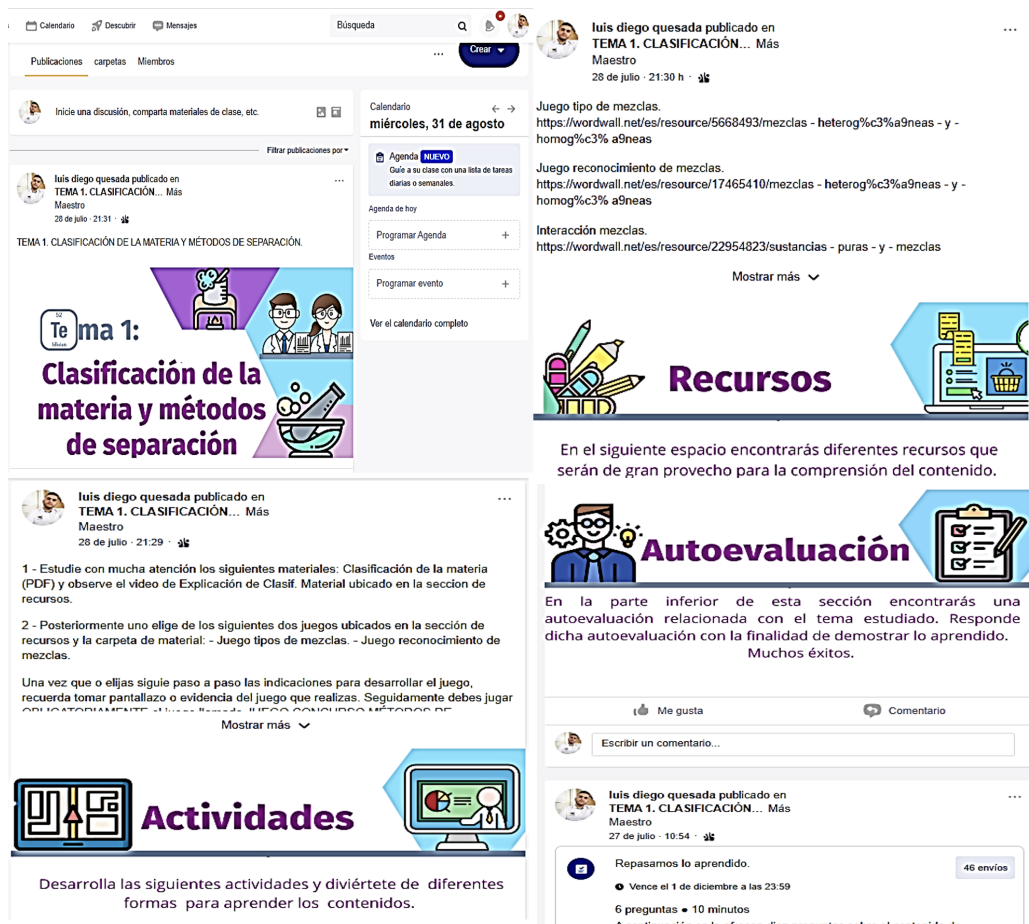 Calendario
Descubrir
Mensajes
Búsqueda
Publicaciones
carpetas
Miembros
...
Crear
Inicie una discusión, comparta materiales de clase, etc.
Filtrar publicaciones por
luis diego quesada publicado en
TEMA 1. CLASIFICACIÓN... Más
Maestro
28 de julio · 21:31 ·
...
TEMA 1. CLASIFICACIÓN DE LA MATERIA Y MÉTODOS DE SEPARACIÓN.
52
Te
ma 1:
Clasificación de la
materia y métodos
de separación
Calendario
miércoles, 31 de agosto
Agenda NUEVO
Guíe a su clase con una lista de tareas
diarias o semanales.
Agenda de hoy
Programar Agenda +
Eventos
Programar evento +
Ver el calendario completo
luis diego quesada publicado en
TEMA 1. CLASIFICACIÓN... Más
Maestro
28 de julio · 21:29 ·
...
1 - Estudie con mucha atención los siguientes materiales: Clasificación de la materia
(PDF) y observe el video de Explicación de Clasif. Material ubicado en la seccion de
recursos.
2 - Posteriormente uno elige de los siguientes dos juegos ubicados en la sección de
recursos y la carpeta de material: - Juego tipos de mezclas. - Juego reconocimiento de
mezclas.
Una vez que o elijas siguie paso a paso las indicaciones para desarrollar el juego,
recuerda tomar pantallazo o evidencia del juego que realizas. Seguidamente debes jugar
Mostrar más
Actividades
Desarrolla las siguientes actividades y diviértete de diferentes
formas para aprender los contenidos.
luis diego quesada publicado en
TEMA 1. CLASIFICACIÓN... Más
Maestro
28 de julio · 21:30 h ·
...
Juego tipo de mezclas.
https://wordwall.net/es/resource/5668493/mezclas - heterog%c3%a9neas - y -
homog%c3% a9neas
Juego reconocimiento de mezclas.
https://wordwall.net/es/resource/17465410/mezclas - heterog%c3%a9neas - y -
homog%c3% a9neas
Interacción mezclas.
https://wordwall.net/es/resource/22954823/sustancias - puras - y - mezclas
Mostrar más
Recursos
En el siguiente espacio encontrarás diferentes recursos que
serán de gran provecho para la comprensión del contenido.
Autoevaluación
En la parte inferior de esta sección encontrarás una
autoevaluación relacionada con el tema estudiado. Responde
dicha autoevaluación con la finalidad de demostrar lo aprendido.
Muchos éxitos.
Me gusta
Comentario
Escribir un comentario...
luis diego quesada publicado en
TEMA 1. CLASIFICACIÓN... Más
Maestro
27 de julio · 10:54 ·
...
Repasamos lo aprendido.
46 envíos
Vence el 1 de diciembre a las 23:59
6 preguntas • 10 minutos